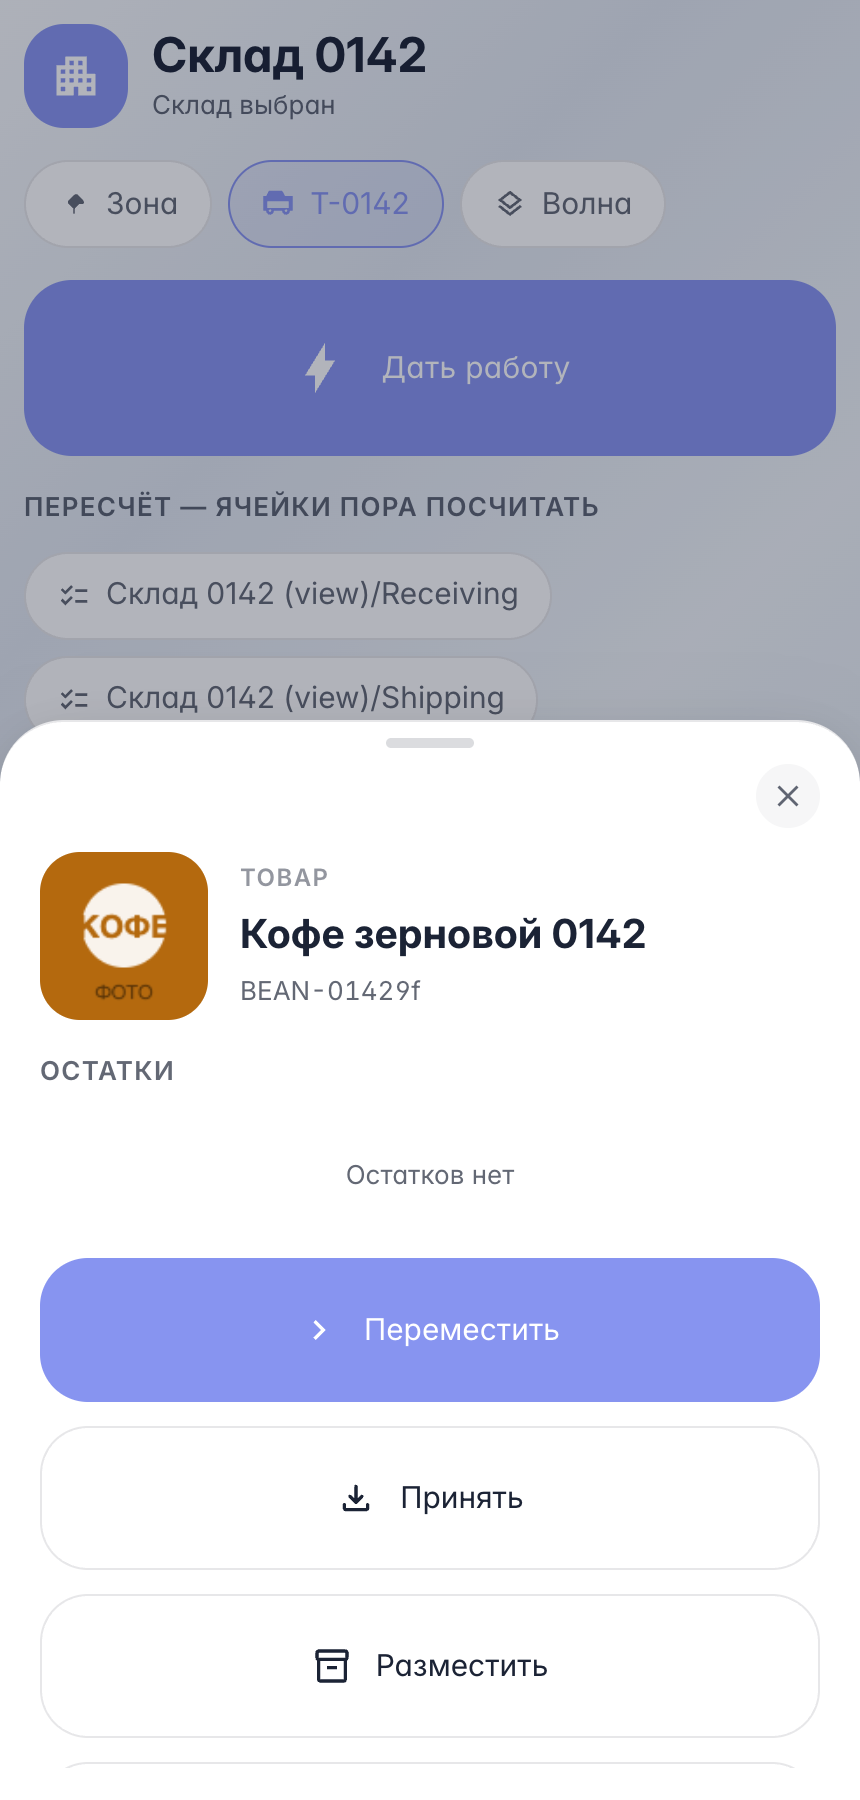 Склад 0142
Склад выбран
Зона
T-0142
Волна
Дать работу
ПЕРЕСЧЁТ — ЯЧЕЙКИ ПОРА ПОСЧИТАТЬ
Склад 0142 (view)/Receiving
Склад 0142 (view)/Shipping
ТОВАР
КОФЕ
Кофе зерновой 0142
ФОТО
BEAN-01429f
ОСТАТКИ
Остатков нет
Переместить
Принять
Разместить